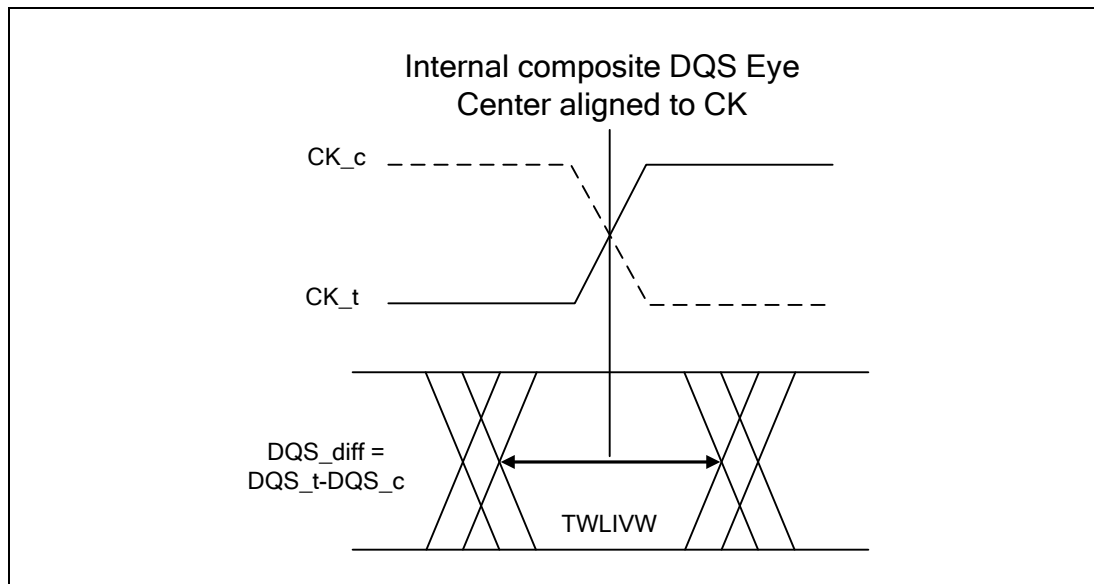 Internal composite DQS Eye
Center aligned to CK
CK_c
CK_t
DQS_diff =
DQS_t-DQS_c
TWLIVW